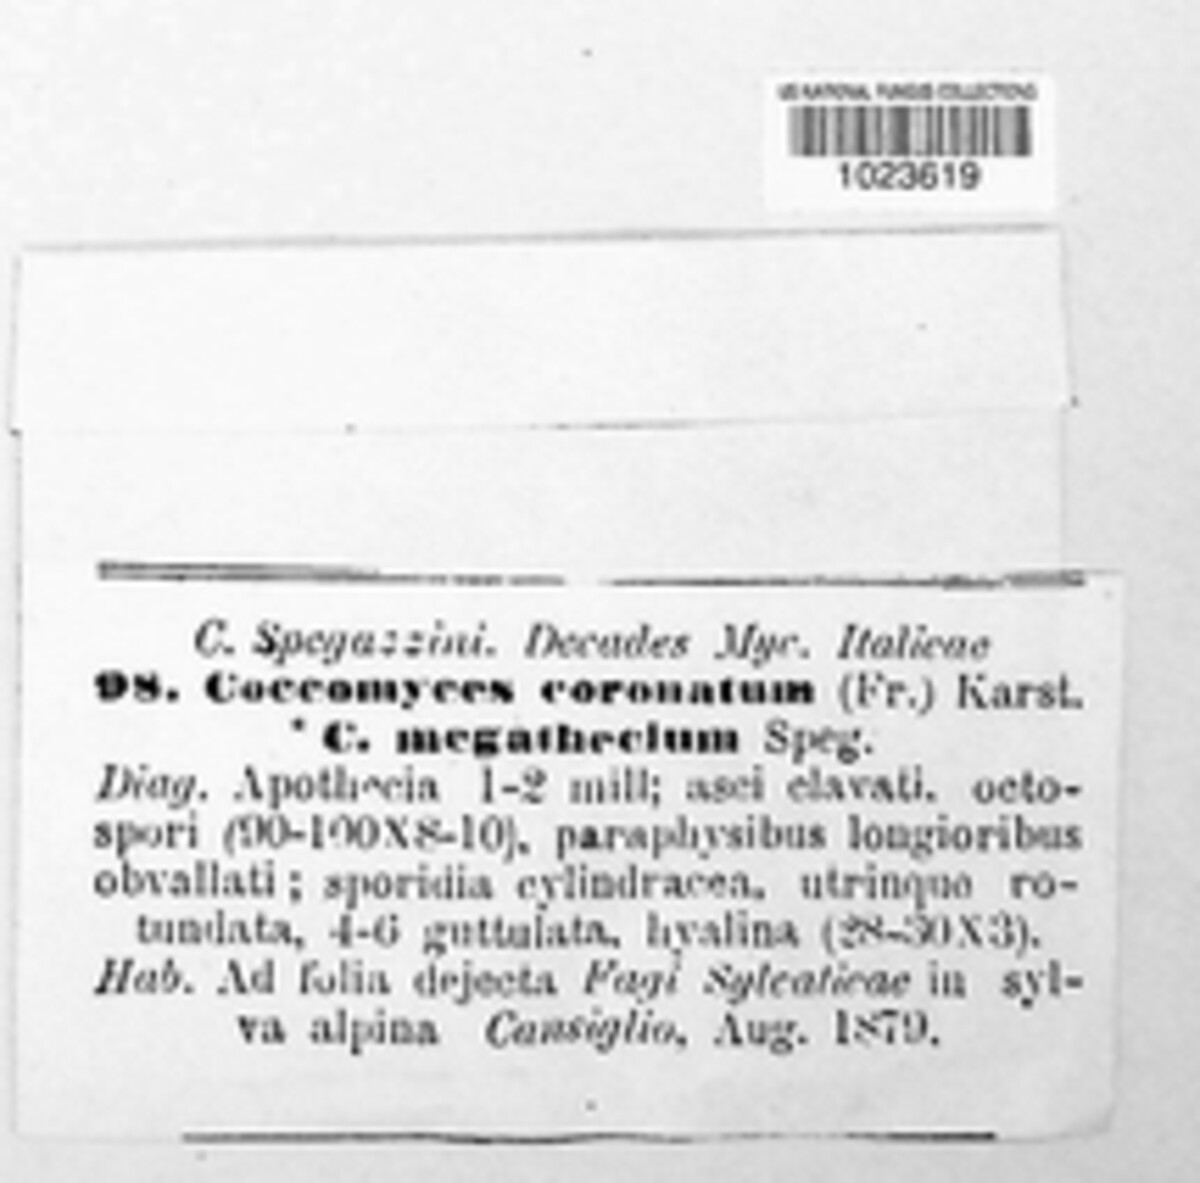 US NATIONAL FUNGUS COLLECTIONS
1023619
C. Spegazzini. Decades Myc. Italicae
98. Coccomyces coronatum (Fr.) Karst.
* C. megathecium Speg.
Diag. Apothecia 1-2 mill; asci clavati, octo-
spori (90-100X8-10), paraphysibus longioribus
obvallati; sporidia cylindracea, utrinque ro-
tundata, 4-6 guttulata, hyalina (28-30X3).
Hab. Ad folia dejecta Fagi Sylvaticae in syl-
va alpina Cansiglio, Aug. 1879.